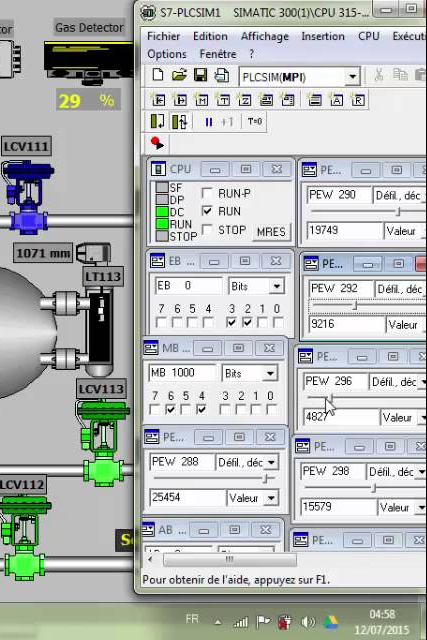 tor
Gas Detector
29 %
LCV111
1071 mm
LT113
LCV113
LCV112
S7-PLCSIM1 SIMATIC 300(1)\CPU 315-...
Fichier Edition Affichage Insertion CPU Exécuti
Options Fenêtre ?
PLCSIM(MPI)
+1 T=0
CPU
SF
DP
DC
RUN
STOP
RUN-P
RUN
STOP
MRES
PE...
PEW 290 Défil., déc
19749 Valeur
EB ...
EB 0 Bits
7 6 5 4 3 2 1 0
PE...
PEW 292 Défil., déc
9216 Valeur
MB ...
MB 1000 Bits
7 6 5 4 3 2 1 0
PE...
PEW 296 Défil., déc
4827 Valeur
PE...
PEW 288 Défil., déc
25454 Valeur
PE...
PEW 298 Défil., déc
15579 Valeur
AB ...
PE...
Pour obtenir de l'aide, appuyez sur F1.
FR
04:58
12/07/2015